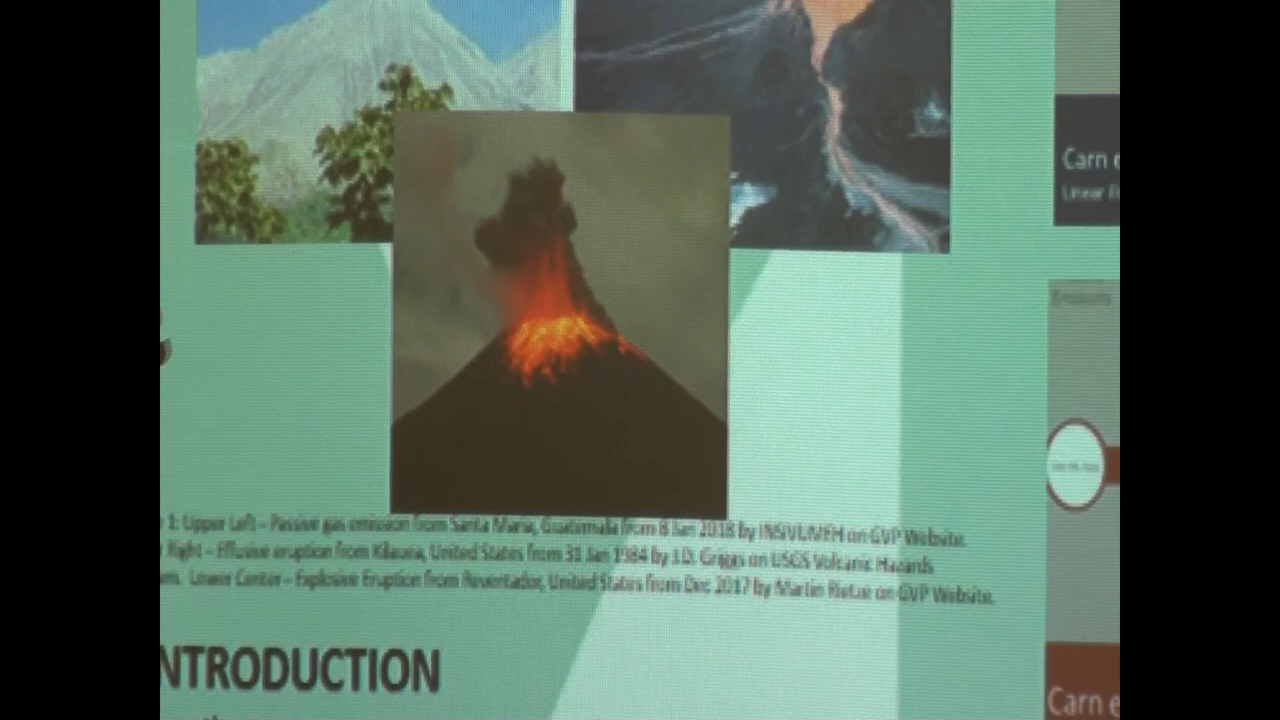 Carn e
Linear
1: Upper Left – Passive gas emission from Santa Maria, Guatemala from 8 Jan 2018 by INSIVUMEH on GVP Website.
Right – Effusive eruption from Kilauea, United States from 31 Jan 1984 by J.D. Griggs on USGS Volcanic Hazards
am. Lower Center – Explosive Eruption from Reventador, United States from Dec 2017 by Martin Rietze on GVP Website.
NTRODUCTION
Carn e